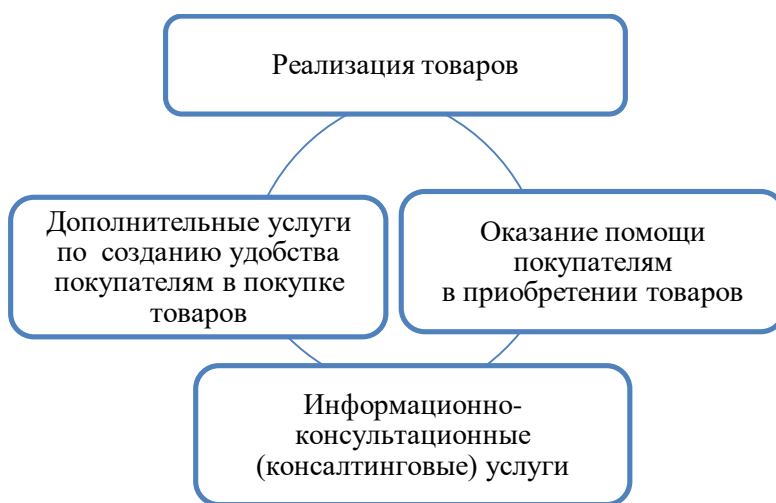 Реализация товаров
Дополнительные услуги
по созданию удобства
покупателям в покупке
товаров
Оказание помощи
покупателям
в приобретении товаров
Информационно-
консультационные
(консалтинговые) услуги